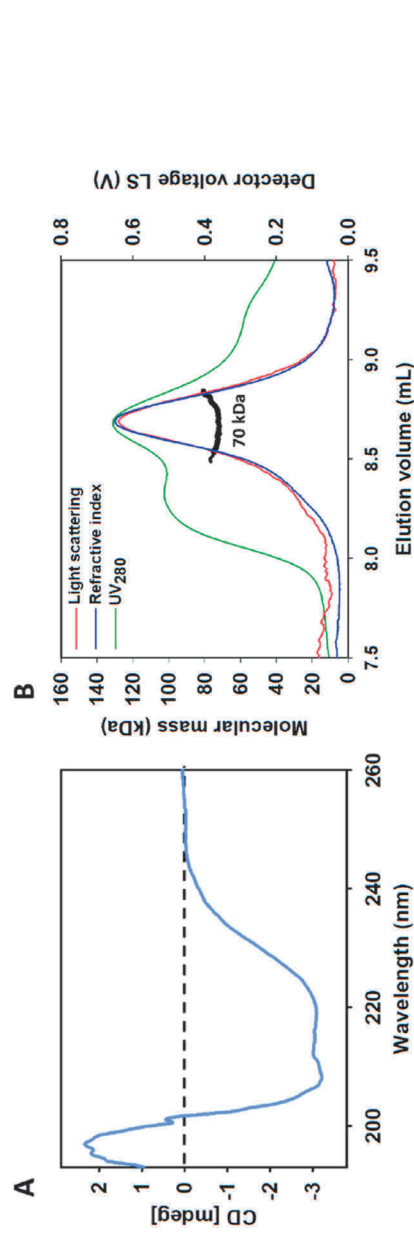 A
CD [mdeg]
2
1
0
-1
-2
-3
200
220
240
260
Wavelength (nm)
B
Molecular mass (kDa)
160
140
120
100
80
60
40
20
0
Light scattering
Refractive index
UV280
70 kDa
0.8
0.6
0.4
0.2
0.0
Detector voltage LS (V)
7.5
8.0
8.5
9.0
9.5
Elution volume (mL)